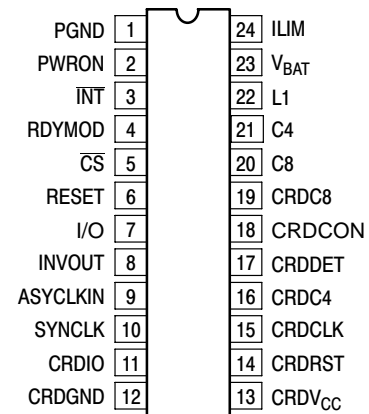 PGND 1 24 ILIM
PWRON 2 23 V_BAT
INT 3 22 L1
RDYMOD 4 21 C4
CS 5 20 C8
RESET 6 19 CRDC8
I/O 7 18 CRDCON
INVOUT 8 17 CRDDET
ASYCLKIN 9 16 CRDC4
SYNCLK 10 15 CRDCLK
CRDIO 11 14 CRDRST
CRDGND 12 13 CRDV_CC